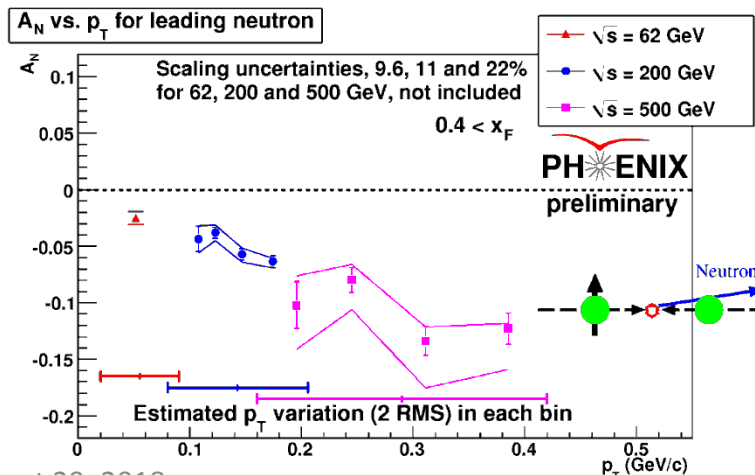 A_N vs. p_T for leading neutron
√s = 62 GeV
√s = 200 GeV
√s = 500 GeV
Scaling uncertainties, 9.6, 11 and 22%
for 62, 200 and 500 GeV, not included
0.4 < x_F
PHENIX
preliminary
Neutron
A_N
0.1
0.05
0
-0.05
-0.1
-0.15
-0.2
Estimated p_T variation (2 RMS) in each bin
0 0.1 0.2 0.3 0.4 0.5
p_T (GeV/c)
20, 2018